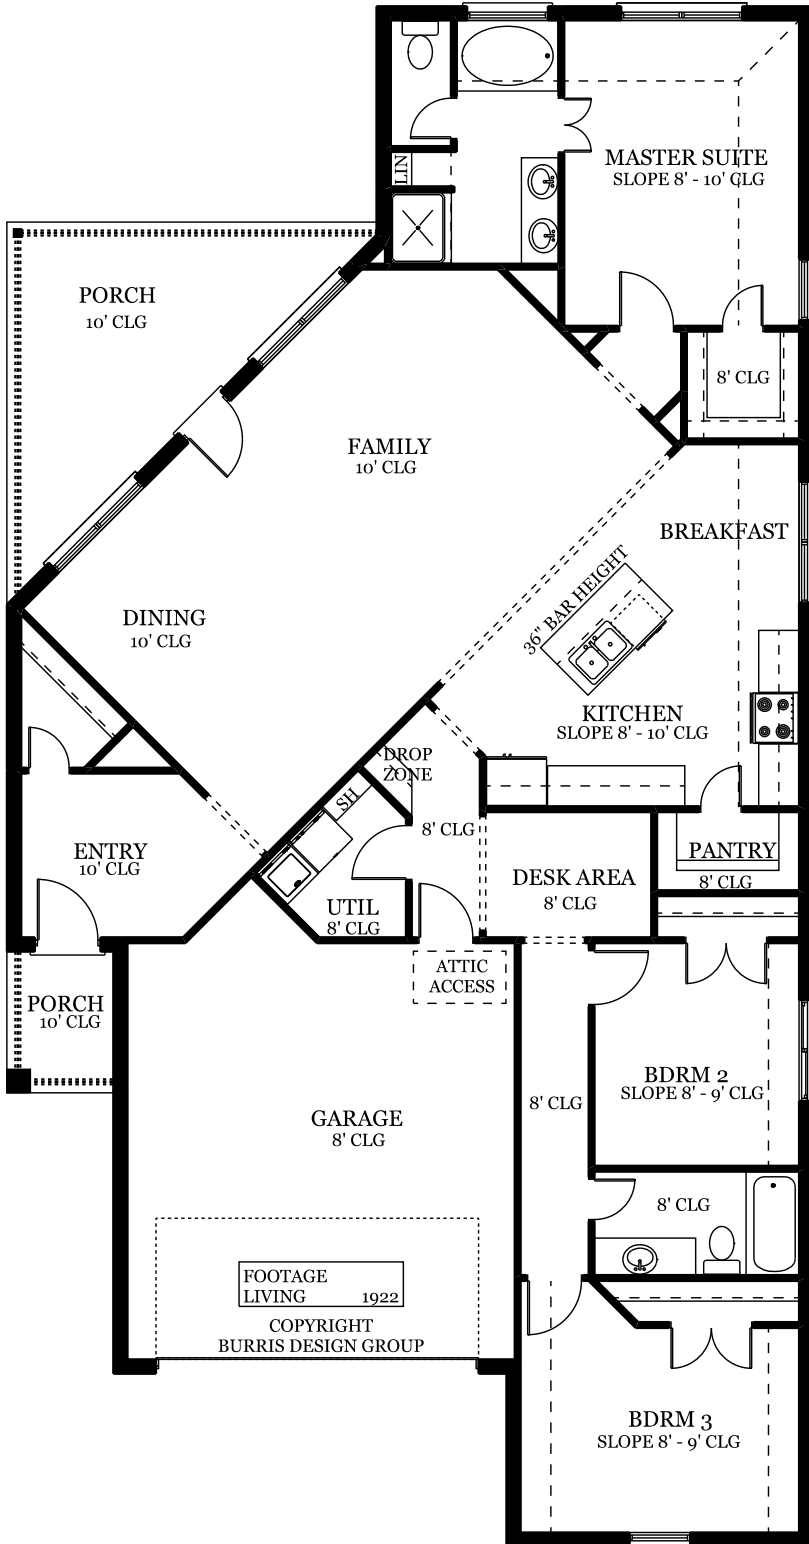 LIN
MASTER SUITE
SLOPE 8' - 10' CLG
PORCH
10' CLG
8' CLG
FAMILY
10' CLG
BREAKFAST
36" BAR HEIGHT
DINING
10' CLG
KITCHEN
SLOPE 8' - 10' CLG
DROP
ZONE
SH
8' CLG
ENTRY
10' CLG
PANTRY
8' CLG
DESK AREA
8' CLG
UTIL
8' CLG
ATTIC
ACCESS
PORCH
10' CLG
BDRM 2
SLOPE 8' - 9' CLG
8' CLG
GARAGE
8' CLG
8' CLG
FOOTAGE
LIVING 1922
COPYRIGHT
BURRIS DESIGN GROUP
BDRM 3
SLOPE 8' - 9' CLG